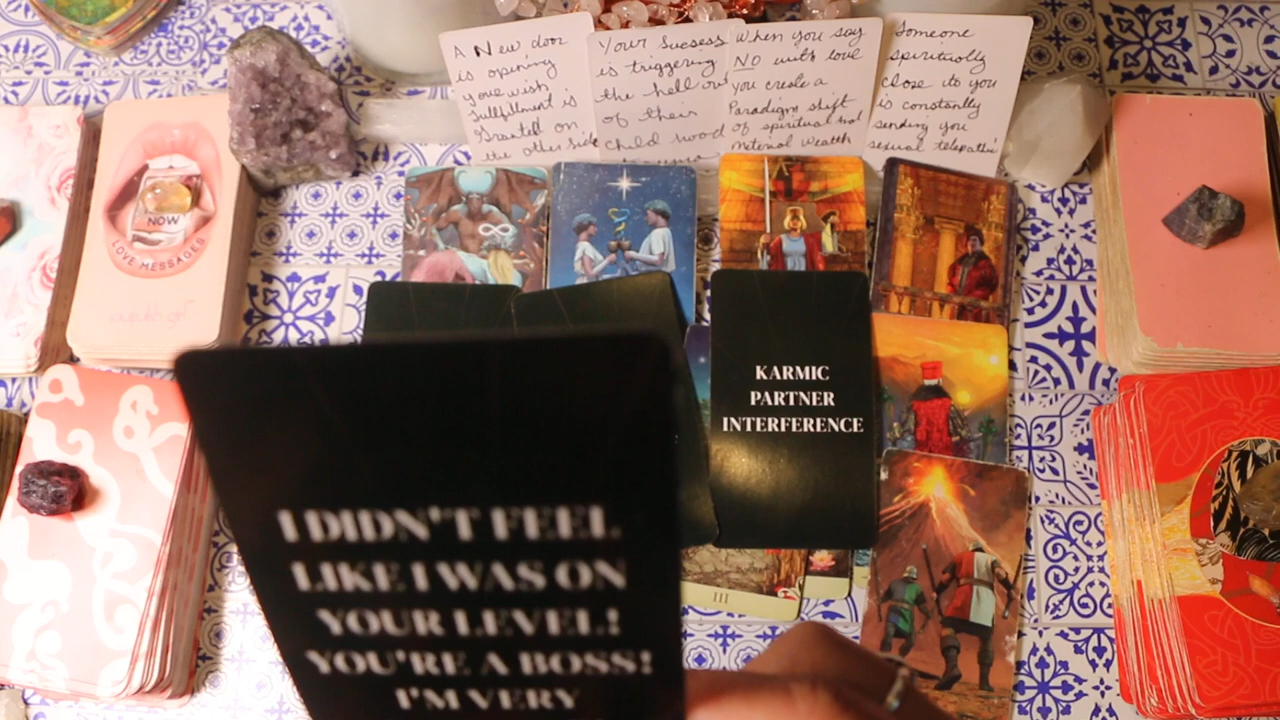 A New door
is opening
your wish
fulfillment is
Granted on
the other side
Your Success
is triggering
the hell out
of their
child hood
When you say
NO with love
you create a
Paradigm shift
of spiritual and
material wealth
Someone
spiritually
close to you
is constantly
sending you
sexual telepathic
NOW
LOVE MESSAGES
KARMIC
PARTNER
INTERFERENCE
I DIDN'T FEEL
LIKE I WAS ON
YOUR LEVEL!
YOU'RE A BOSS!
I'M VERY
III